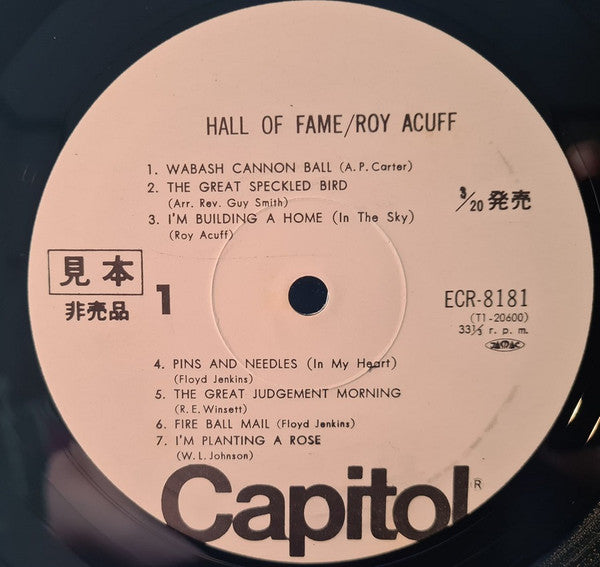 HALL OF FAME/ROY ACUFF
1. WABASH CANNON BALL (A.P. Carter)
2. THE GREAT SPECKLED BIRD
(Arr. Rev. Guy Smith)
3. I'M BUILDING A HOME (In The Sky)
(Roy Acuff)
3/20 発売
見本
非売品
1
ECR-8181
(T1-20600)
33⅓ r. p. m.
4. PINS AND NEEDLES (In My Heart)
(Floyd Jenkins)
5. THE GREAT JUDGEMENT MORNING
(R.E. Winsett)
6. FIRE BALL MAIL (Floyd Jenkins)
7. I'M PLANTING A ROSE
(W.L. Johnson)
Capitol®